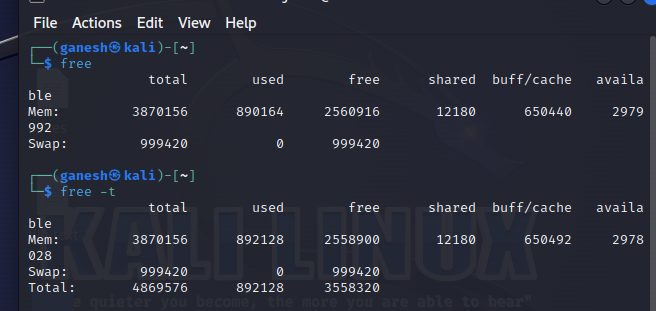 File Actions Edit View Help
┌──(ganesh㉿kali)-[~]
└─$ free
total used free shared buff/cache availa
ble
Mem: 3870156 890164 2560916 12180 650440 2979
992
Swap: 999420 0 999420
┌──(ganesh㉿kali)-[~]
└─$ free -t
total used free shared buff/cache availa
ble
Mem: 3870156 892128 2558900 12180 650492 2978
028
Swap: 999420 0 999420
Total: 4869576 892128 3558320
KALI LINUX
quieter you become, the more you are able to hear"